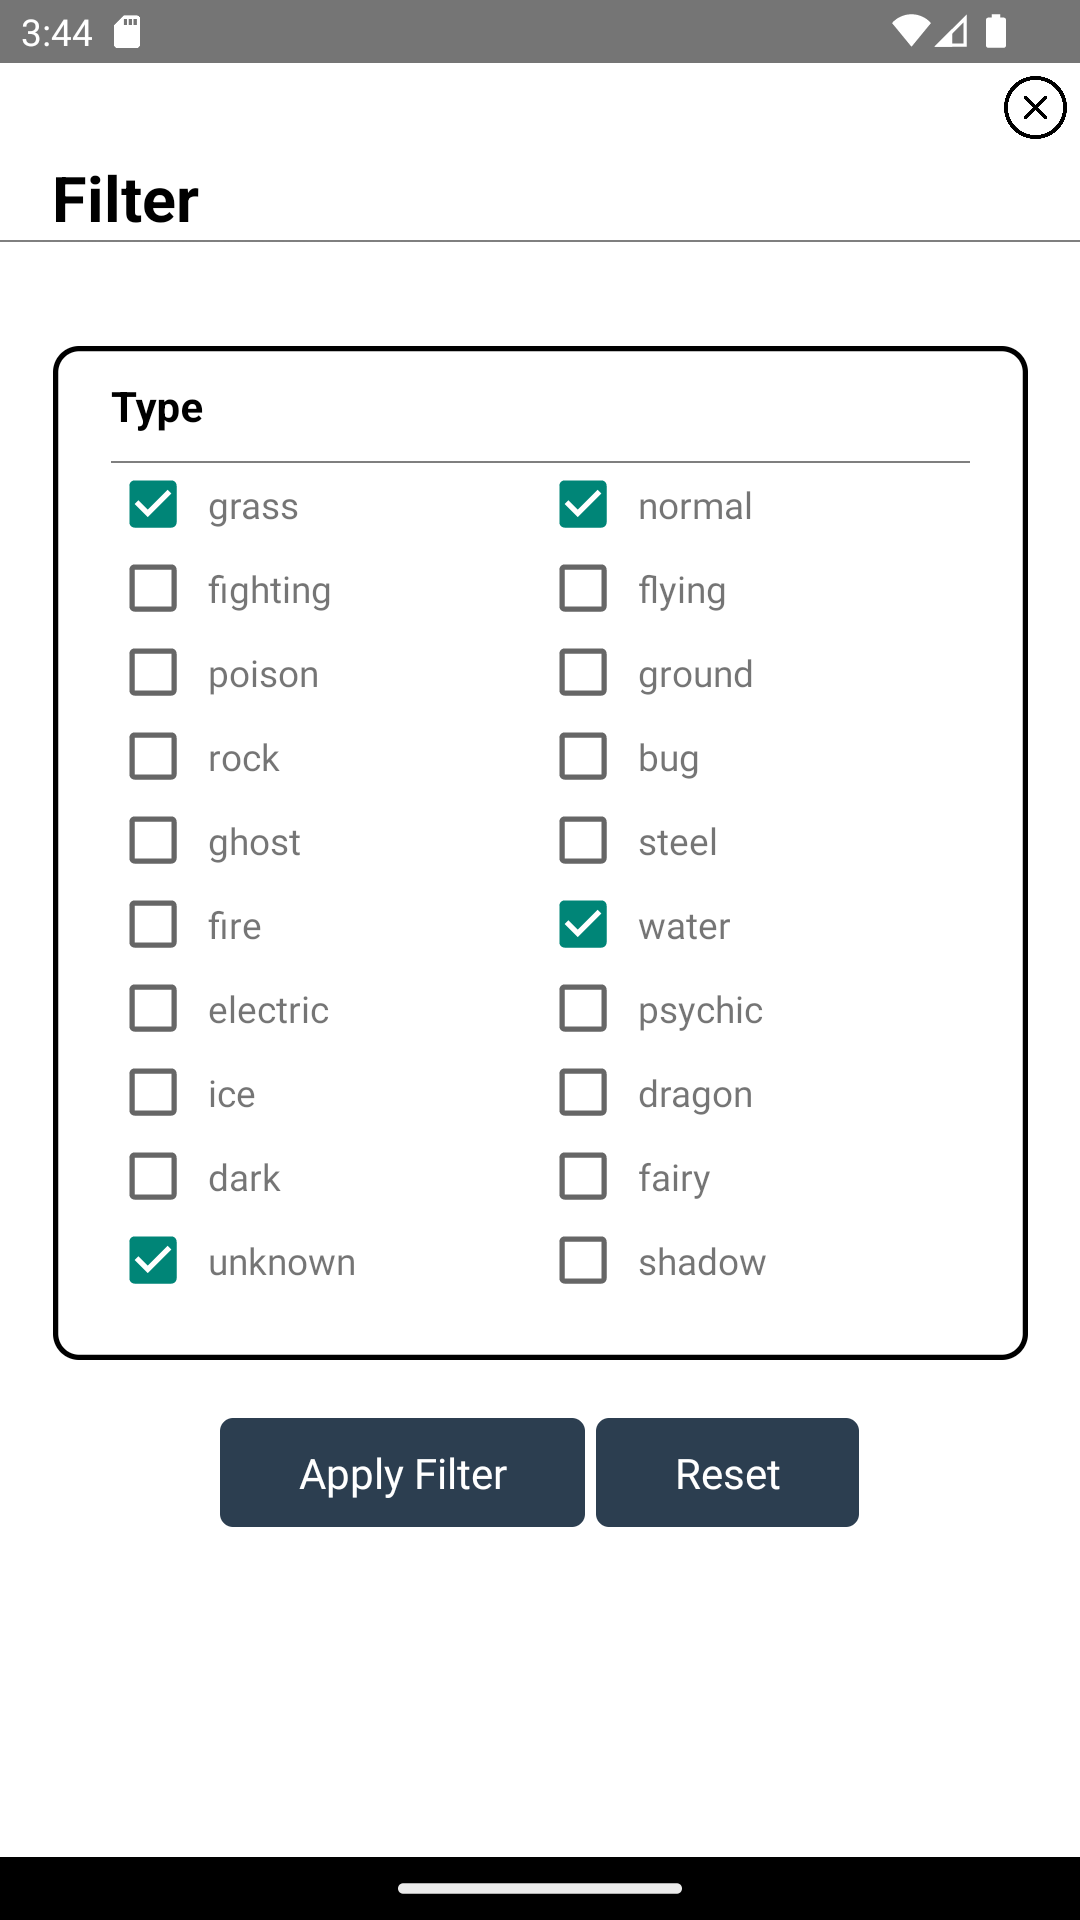 3:44
Filter
Type
grass normal
fighting flying
poison ground
rock bug
ghost steel
fire water
electric psychic
ice dragon
dark fairy
unknown shadow
Apply Filter Reset